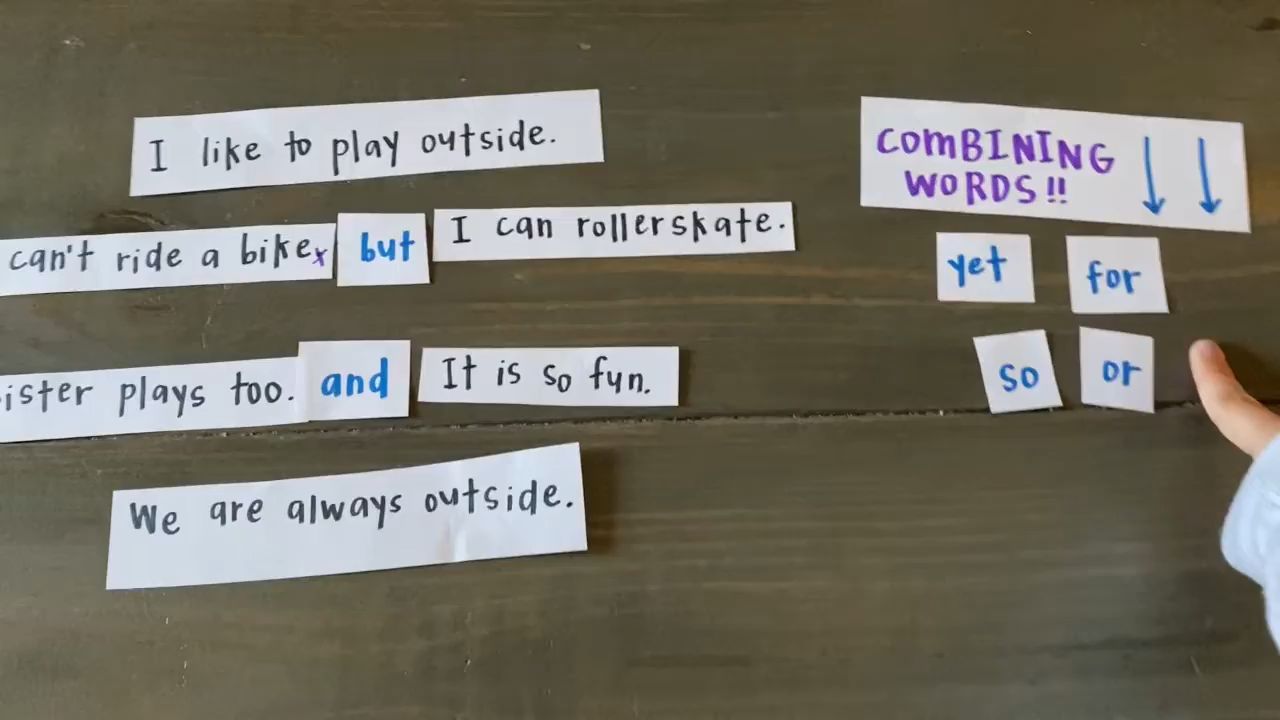 I like to play outside.
can't ride a bikex but I can rollerskate.
ister plays too. and It is so fun.
We are always outside.
COMBINING
WORDS!!
yet for
so or